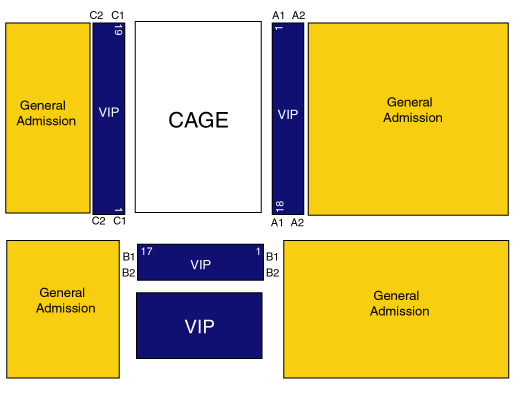 C2 C1
A1 A2
19
1
General
Admission
VIP
CAGE
VIP
General
Admission
1
18
C2 C1
A1 A2
B1
17
1
B1
VIP
B2
B2
General
Admission
General
Admission
VIP